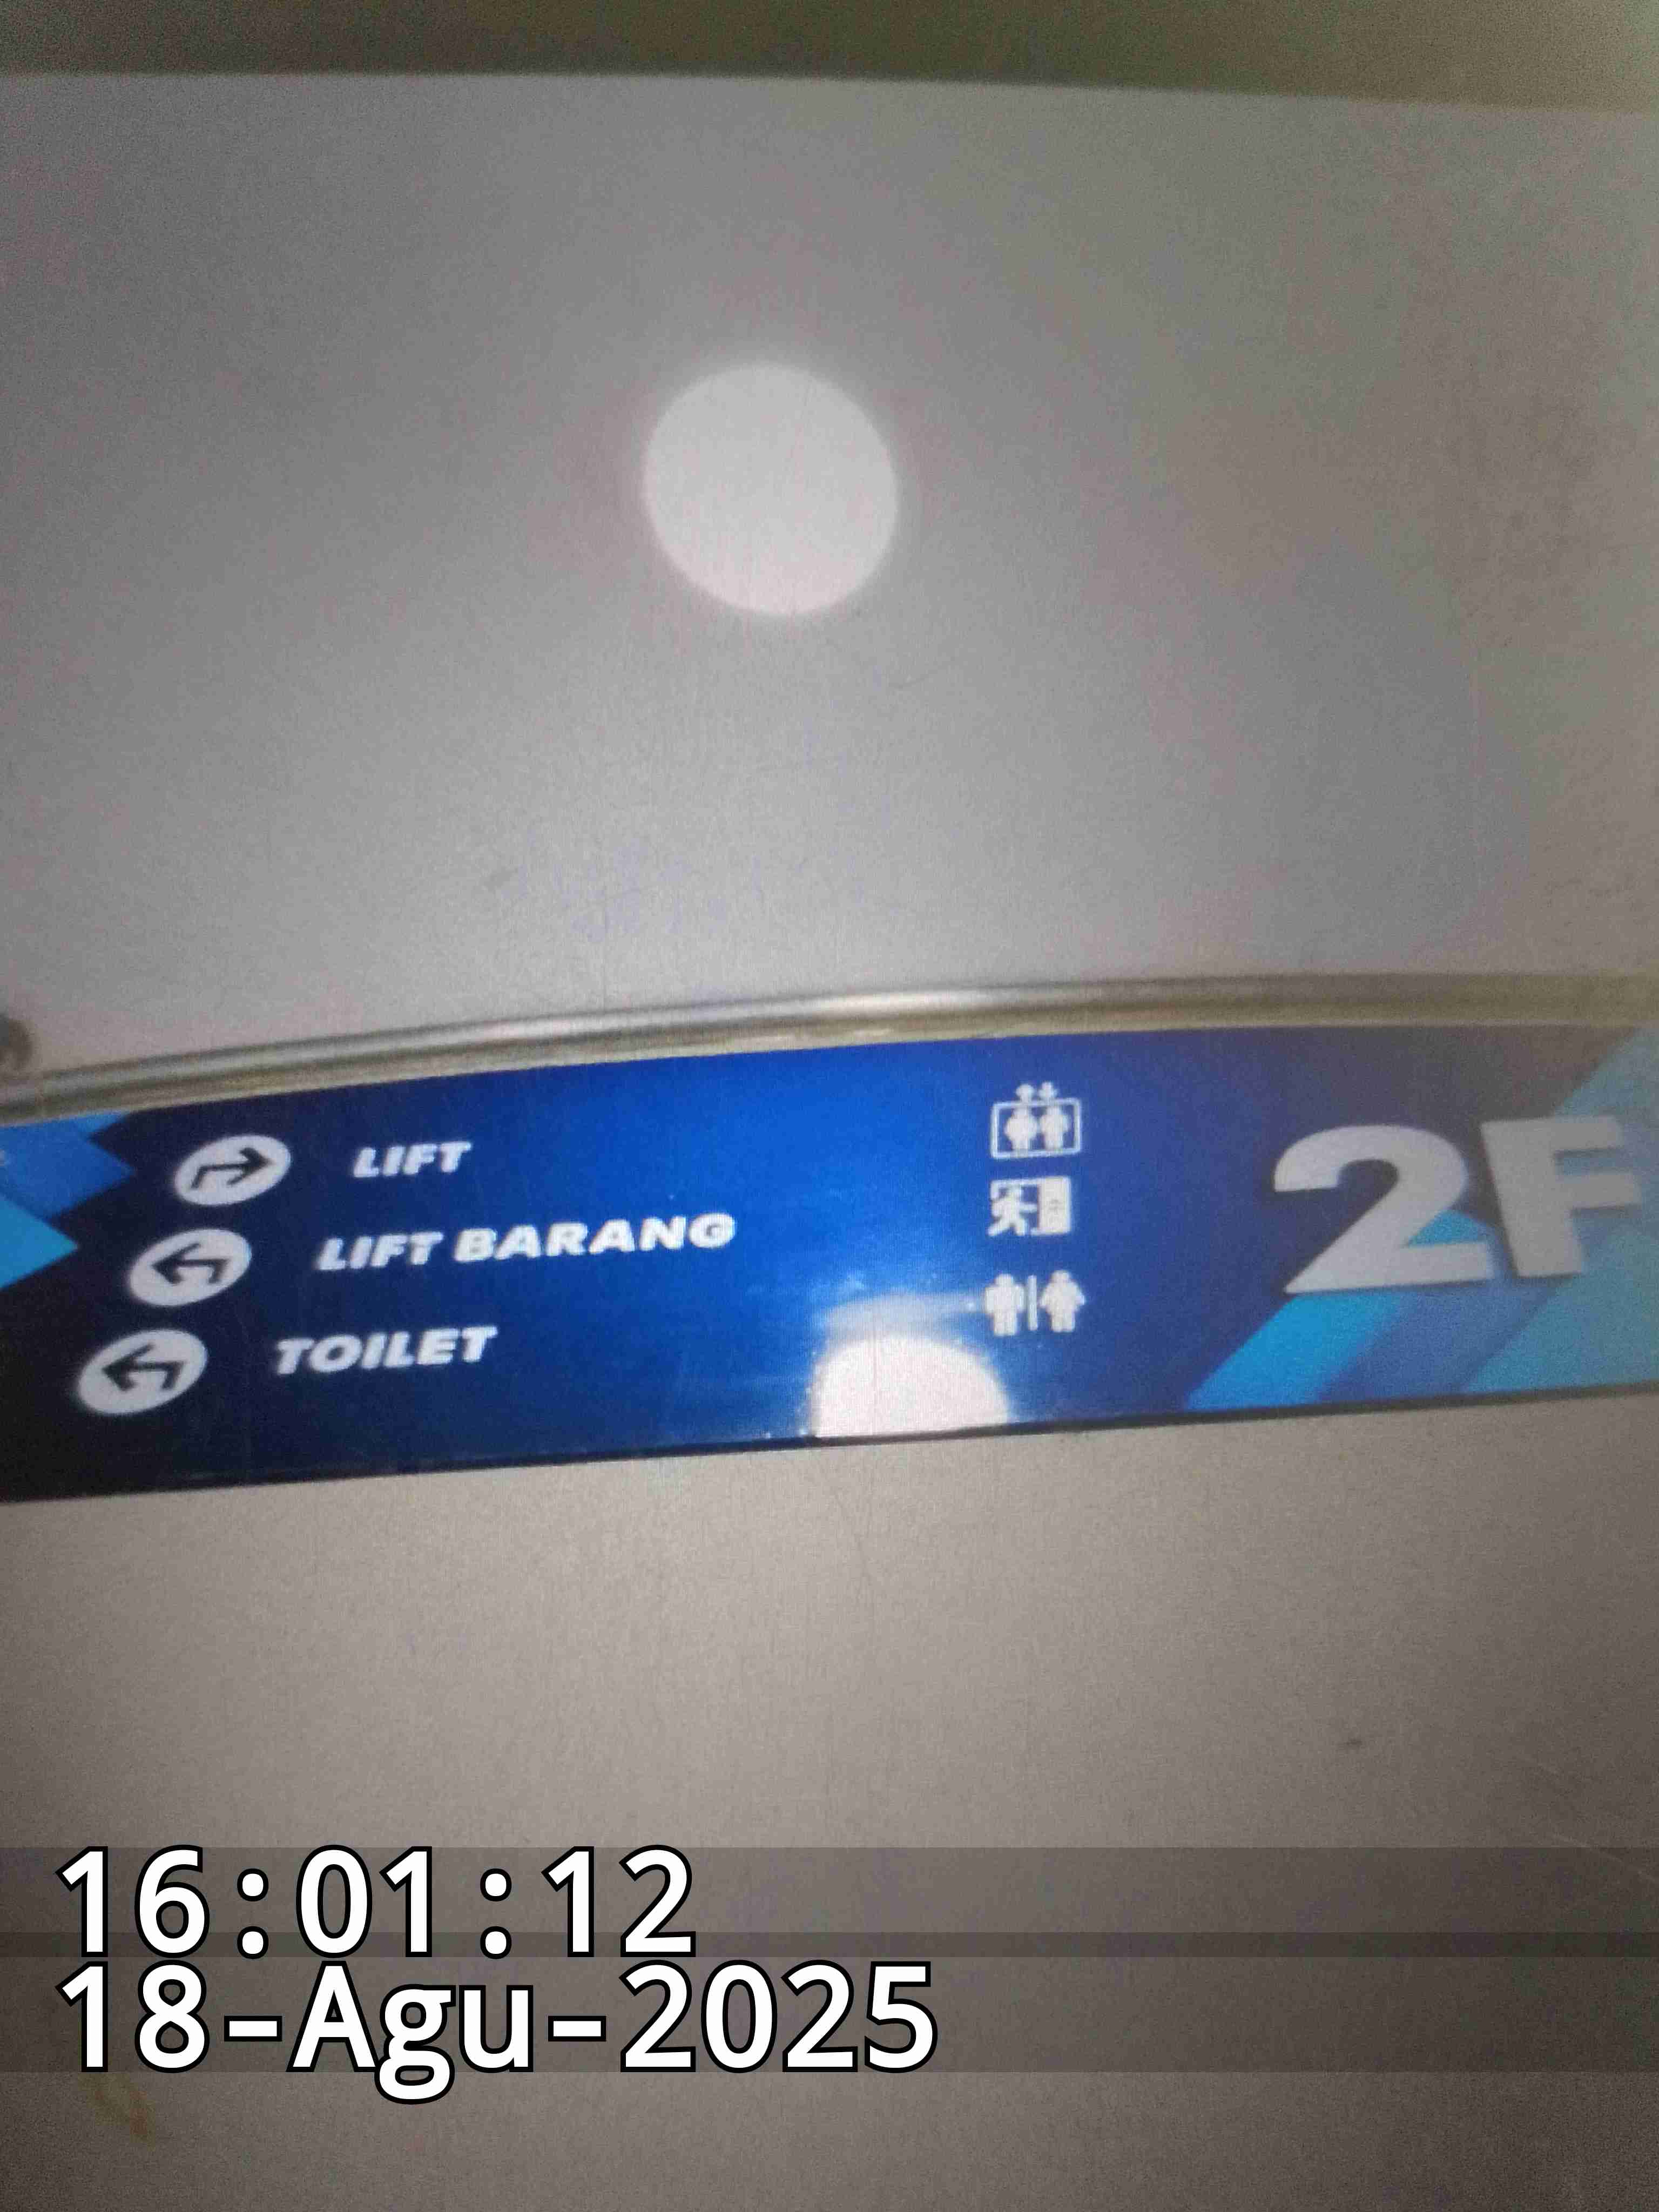 LIFT
LIFT BARANG
TOILET
2F
16:01:12
18-Agu-2025